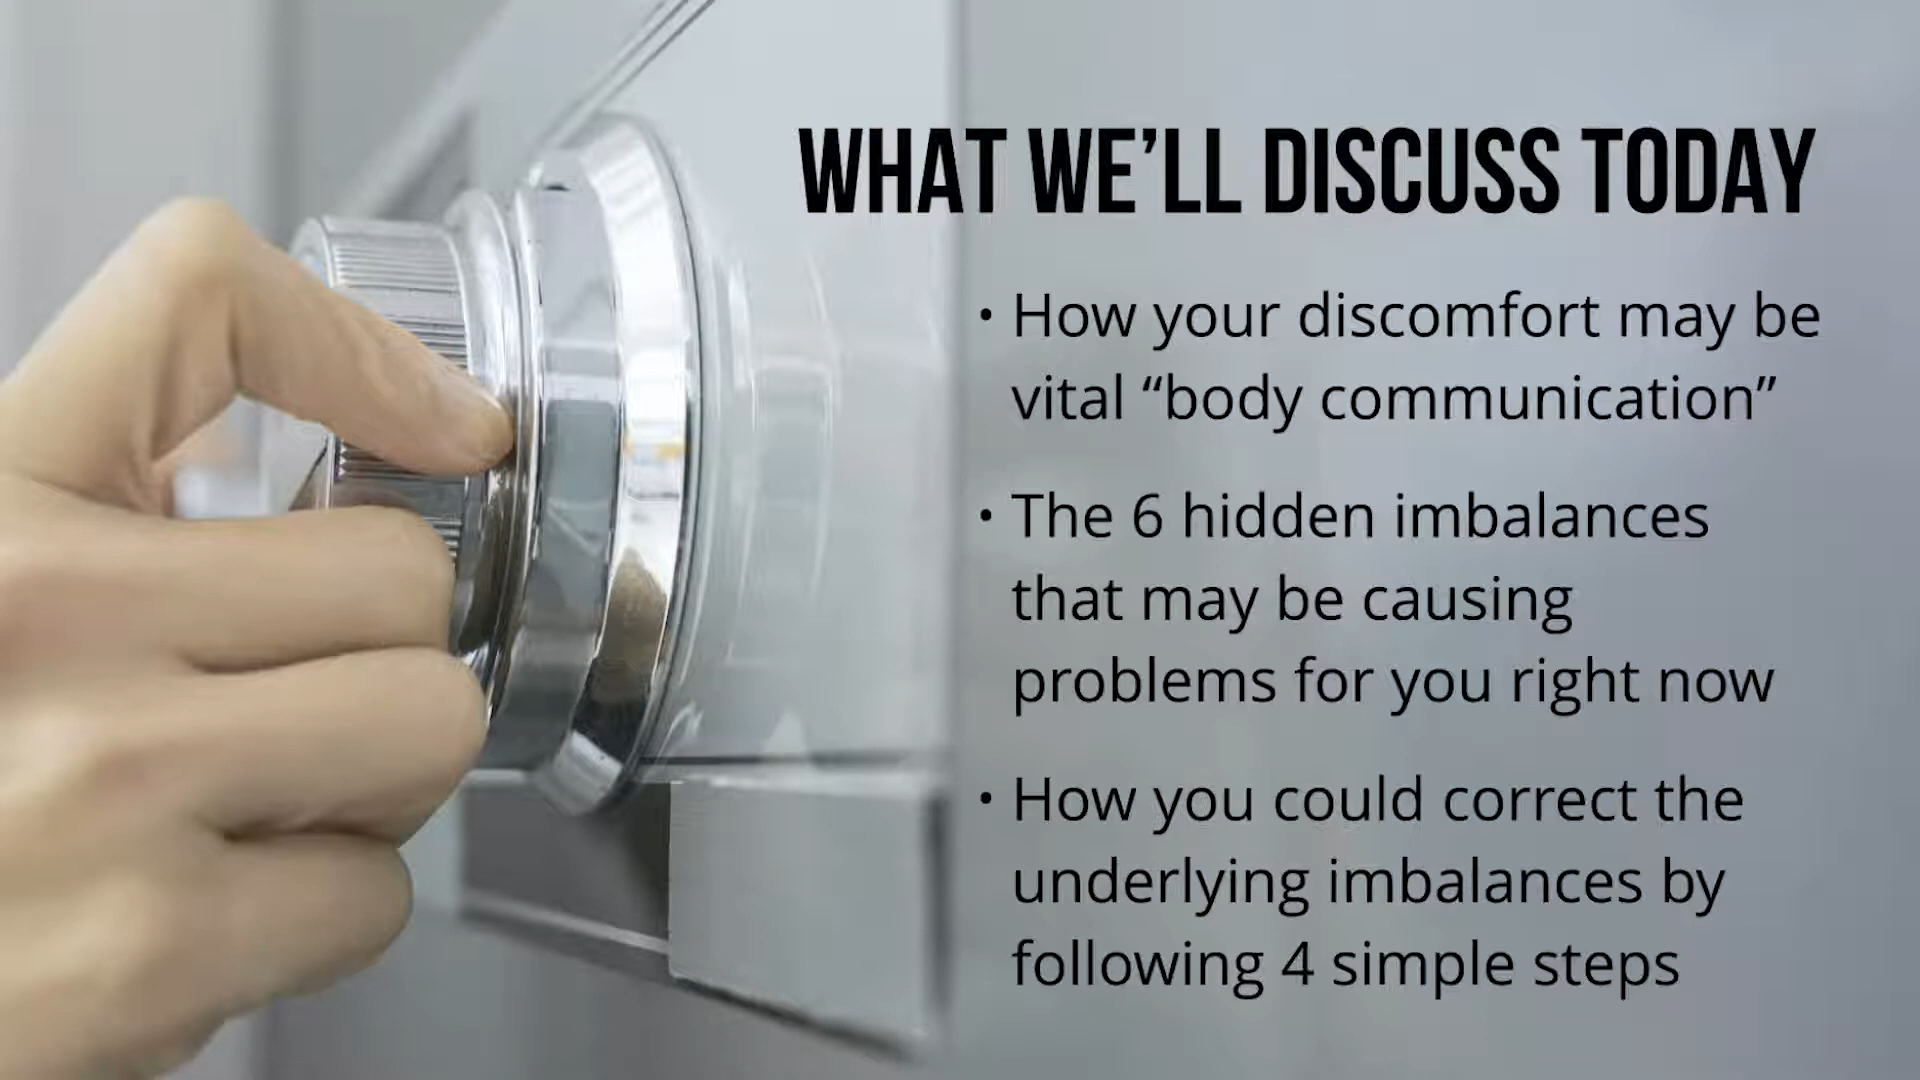 WHAT WE’LL DISCUSS TODAY
• How your discomfort may be
vital “body communication”
• The 6 hidden imbalances
that may be causing
problems for you right now
• How you could correct the
underlying imbalances by
following 4 simple steps